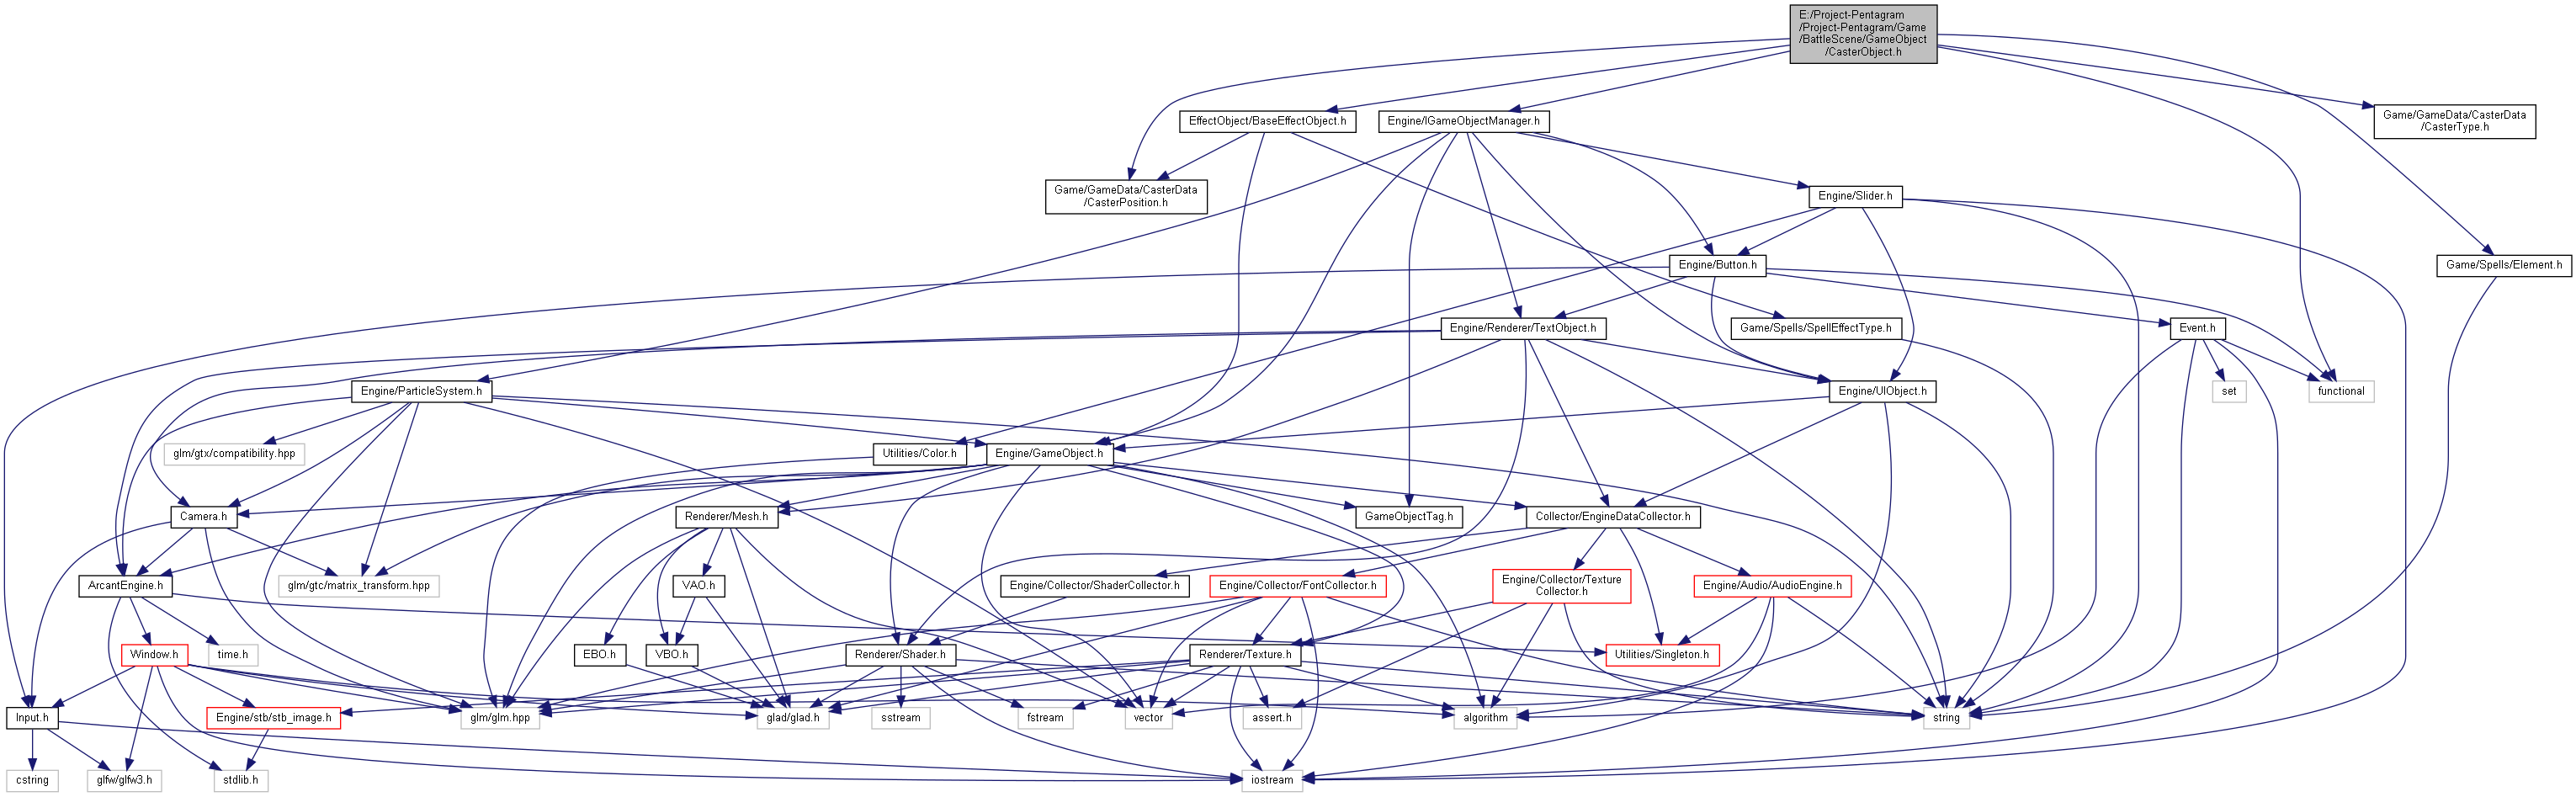 E:/Project-Pentagram
/Project-Pentagram/Game
/BattleScene/GameObject
/CasterObject.h
EffectObject/BaseEffectObject.h
Engine/IGameObjectManager.h
Game/GameData/CasterData
/CasterType.h
Game/GameData/CasterData
/CasterPosition.h
Engine/Slider.h
Engine/Button.h
Game/Spells/Element.h
Engine/Renderer/TextObject.h
Game/Spells/SpellEffectType.h
Event.h
Engine/ParticleSystem.h
Engine/UIObject.h
set
functional
glm/gtx/compatibility.hpp
Utilities/Color.h
Engine/GameObject.h
Camera.h
Renderer/Mesh.h
GameObjectTag.h
Collector/EngineDataCollector.h
ArcantEngine.h
glm/gtc/matrix_transform.hpp
VAO.h
Engine/Collector/ShaderCollector.h
Engine/Collector/FontCollector.h
Engine/Collector/Texture
Collector.h
Engine/Audio/AudioEngine.h
Window.h
time.h
EBO.h
VBO.h
Renderer/Shader.h
Renderer/Texture.h
Utilities/Singleton.h
Input.h
Engine/stb/stb_image.h
glm/glm.hpp
glad/glad.h
sstream
fstream
vector
assert.h
algorithm
string
cstring
glfw/glfw3.h
stdlib.h
iostream